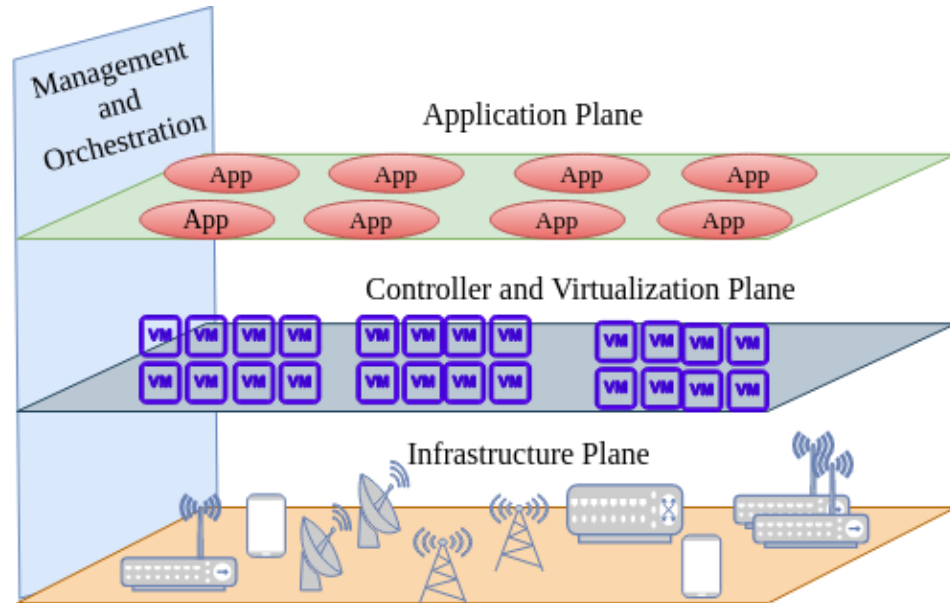 Management
and
Orchestration
Application Plane
App App App App
App App App App
Controller and Virtualization Plane
VM VM VM VM VM VM VM VM VM VM VM VM
VM VM VM VM VM VM VM VM VM VM VM VM
Infrastructure Plane